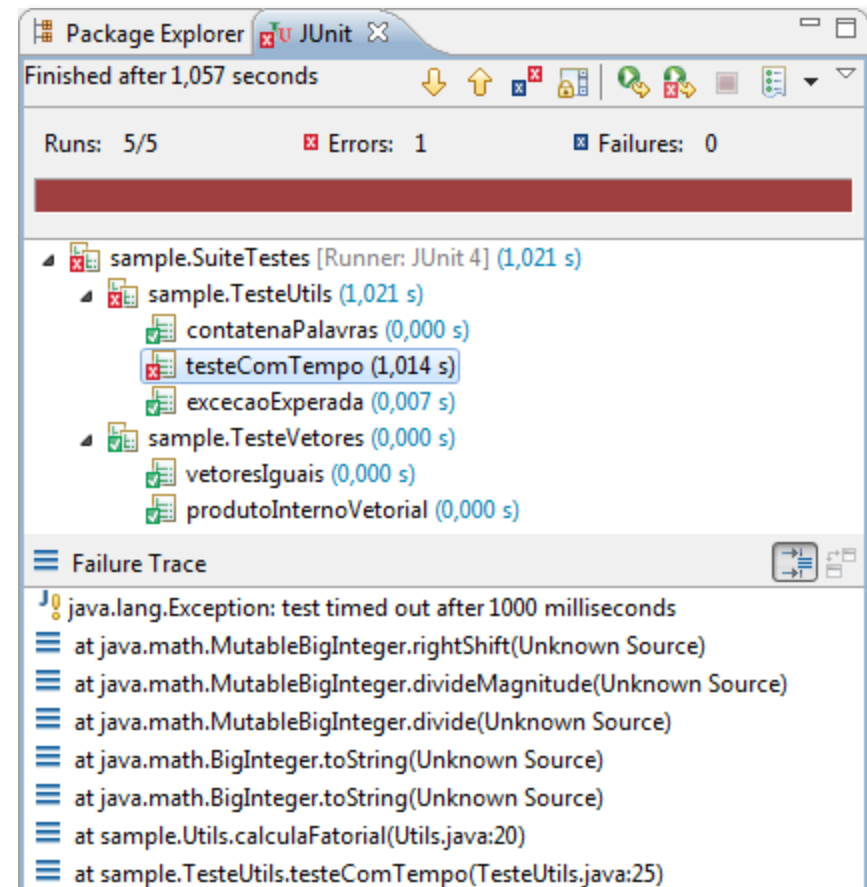 Package Explorer JUnit
Finished after 1,057 seconds
Runs: 5/5 Errors: 1 Failures: 0
sample.SuiteTestes [Runner: JUnit 4] (1,021 s)
sample.TesteUtils (1,021 s)
contatenaPalavras (0,000 s)
testeComTempo (1,014 s)
excecaoExperada (0,007 s)
sample.TesteVetores (0,000 s)
vetoresIguais (0,000 s)
produtoInternoVetorial (0,000 s)
Failure Trace
java.lang.Exception: test timed out after 1000 milliseconds
at java.math.MutableBigInteger.rightShift(Unknown Source)
at java.math.MutableBigInteger.divideMagnitude(Unknown Source)
at java.math.MutableBigInteger.divide(Unknown Source)
at java.math.BigInteger.toString(Unknown Source)
at java.math.BigInteger.toString(Unknown Source)
at sample.Utils.calculaFatorial(Utils.java:20)
at sample.TesteUtils.testeComTempo(TesteUtils.java:25)